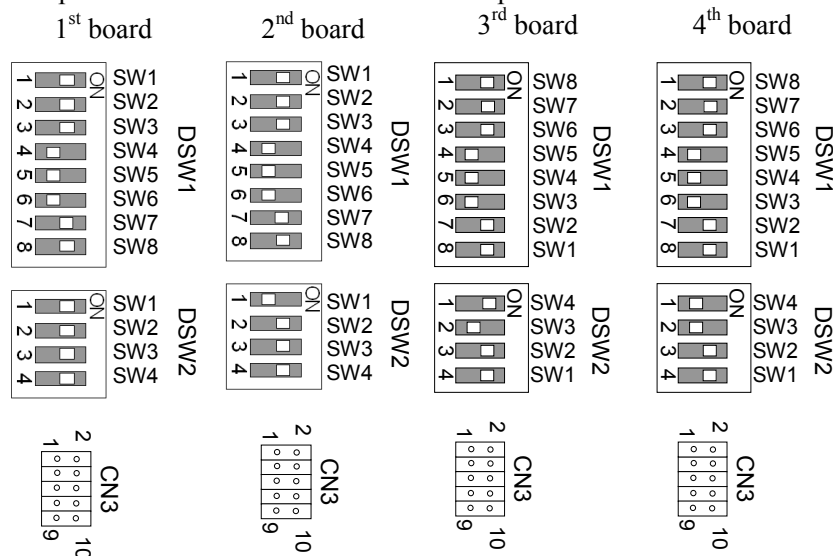 1st board
1 SW1
2 SW2
3 SW3
4 SW4
5 SW5
6 SW6
7 SW7
8 SW8
ON
DSW1
1 SW1
2 SW2
3 SW3
4 SW4
ON
DSW2
1 2
9 10
CN3
2nd board
1 SW1
2 SW2
3 SW3
4 SW4
5 SW5
6 SW6
7 SW7
8 SW8
ON
DSW1
1 SW1
2 SW2
3 SW3
4 SW4
ON
DSW2
1 2
9 10
CN3
3rd board
1 SW8
2 SW7
3 SW6
4 SW5
5 SW4
6 SW3
7 SW2
8 SW1
ON
DSW1
1 SW4
2 SW3
3 SW2
4 SW1
ON
DSW2
1 2
9 10
CN3
4th board
1 SW8
2 SW7
3 SW6
4 SW5
5 SW4
6 SW3
7 SW2
8 SW1
ON
DSW1
1 SW4
2 SW3
3 SW2
4 SW1
ON
DSW2
1 2
9 10
CN3